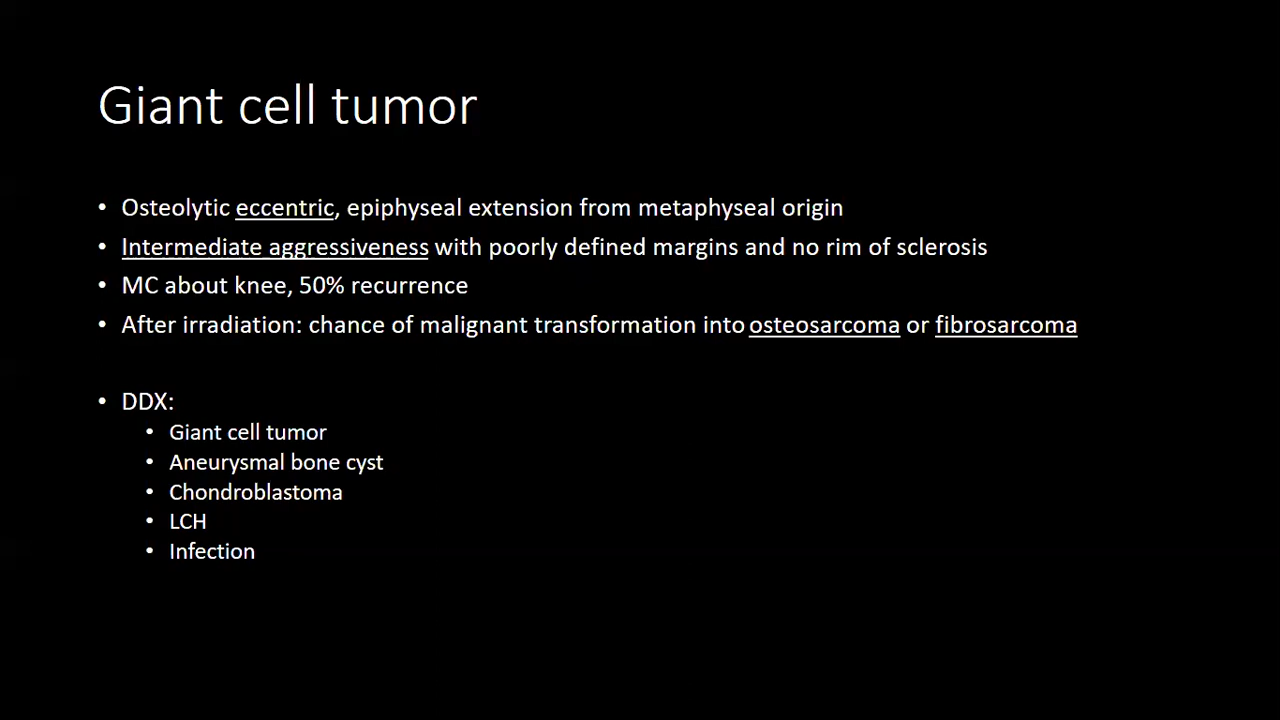 Giant cell tumor
• Osteolytic eccentric, epiphyseal extension from metaphyseal origin
• Intermediate aggressiveness with poorly defined margins and no rim of sclerosis
• MC about knee, 50% recurrence
• After irradiation: chance of malignant transformation into osteosarcoma or fibrosarcoma
• DDX:
• Giant cell tumor
• Aneurysmal bone cyst
• Chondroblastoma
• LCH
• Infection